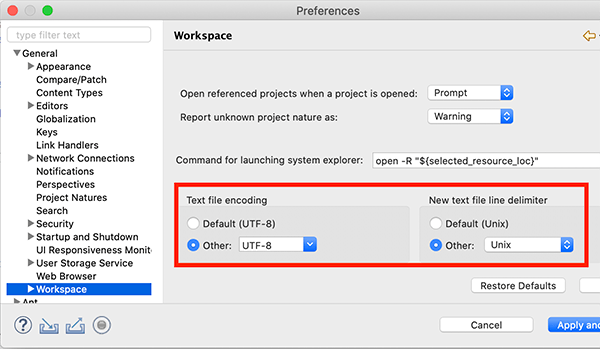 Preferences
type filter text
General
Appearance
Compare/Patch
Content Types
Editors
Globalization
Keys
Link Handlers
Network Connections
Notifications
Perspectives
Project Natures
Search
Security
Startup and Shutdown
UI Responsiveness Monit
User Storage Service
Web Browser
Workspace
Ant
Workspace
Open referenced projects when a project is opened: Prompt
Report unknown project nature as: Warning
Command for launching system explorer: open -R "${selected_resource_loc}"
Text file encoding
Default (UTF-8)
Other: UTF-8
New text file line delimiter
Default (Unix)
Other: Unix
Restore Defaults
?
Cancel
Apply and